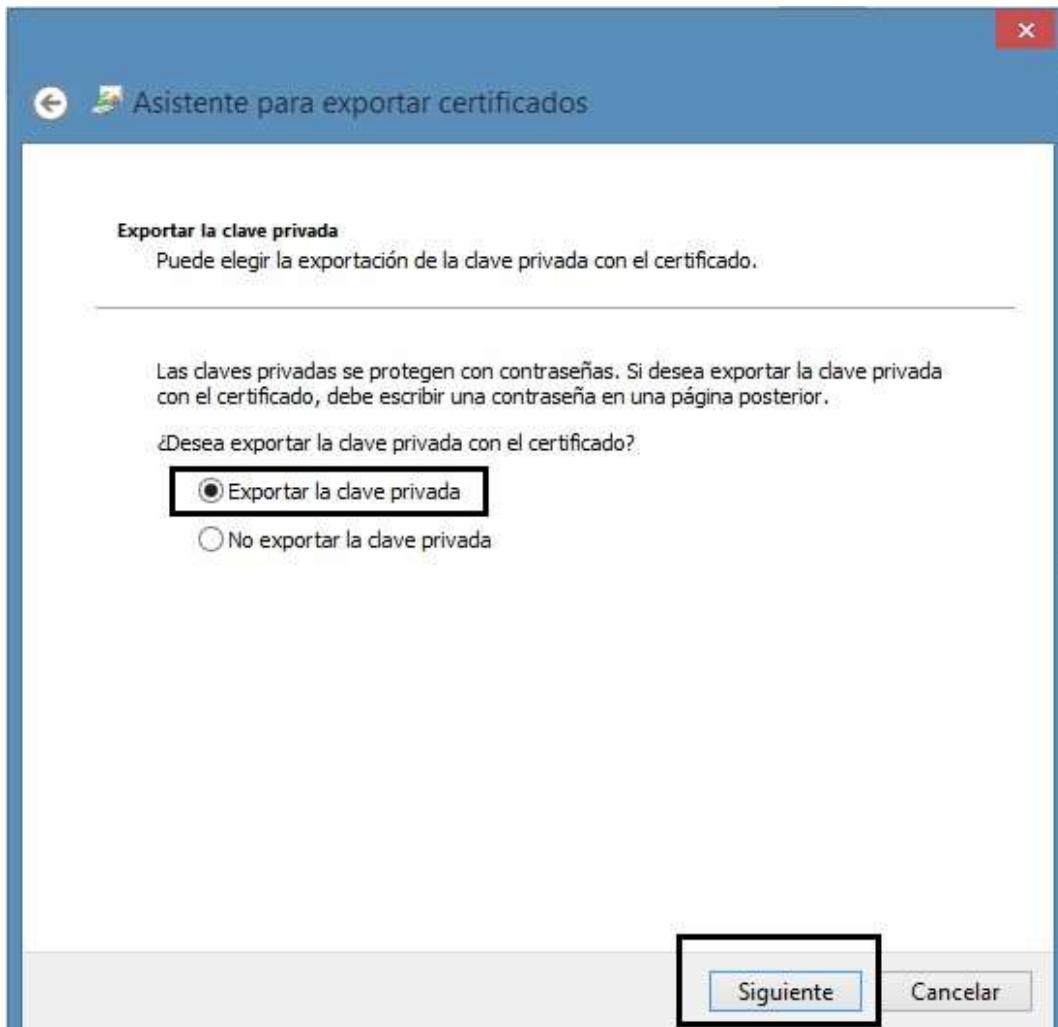 Asistente para exportar certificados
Exportar la clave privada
Puede elegir la exportación de la clave privada con el certificado.
Las claves privadas se protegen con contraseñas. Si desea exportar la clave privada
con el certificado, debe escribir una contraseña en una página posterior.
¿Desea exportar la clave privada con el certificado?
Exportar la clave privada
No exportar la clave privada
Siguiente
Cancelar